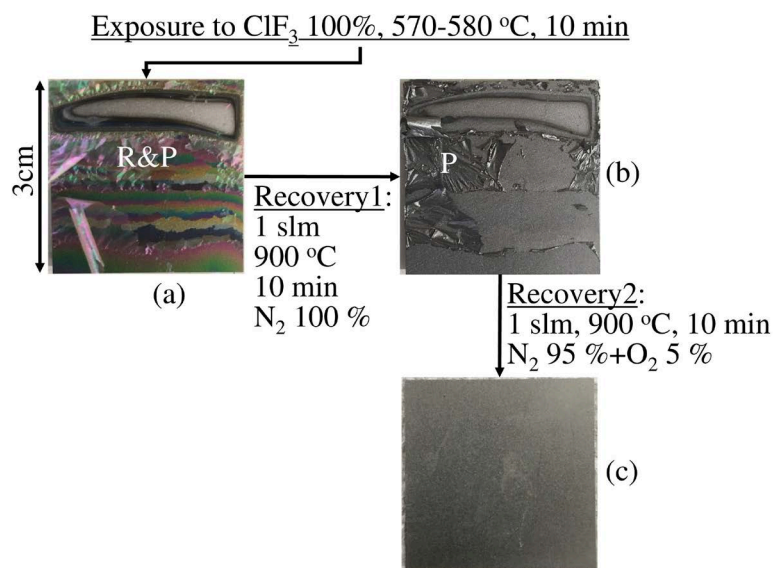 Exposure to ClF₃ 100%, 570-580 ºC, 10 min
3cm
R&P
(a)
Recovery1:
1 slm
900 ºC
10 min
N₂ 100 %
P
(b)
Recovery2:
1 slm, 900 ºC, 10 min
N₂ 95 %+O₂ 5 %
(c)